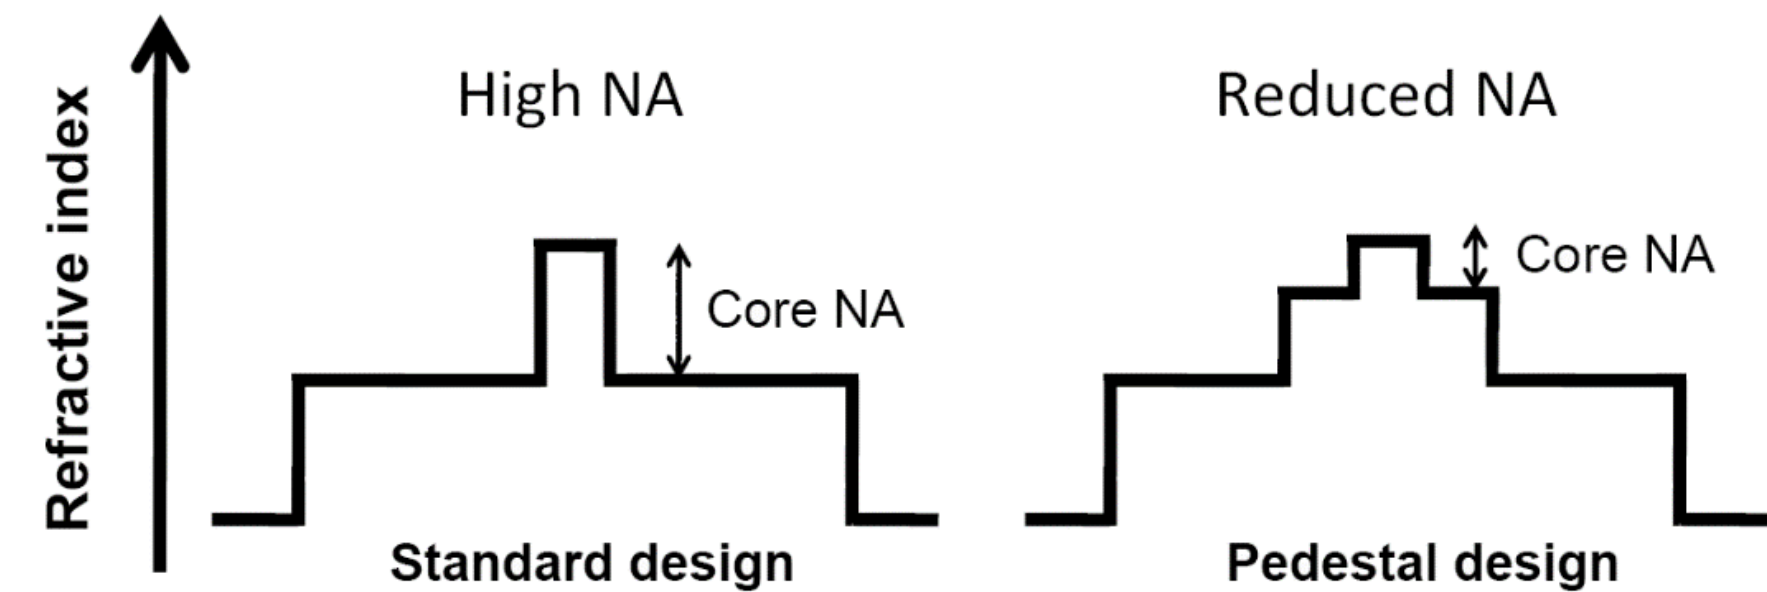 Refractive index
High NA
Core NA
Standard design
Reduced NA
Core NA
Pedestal design